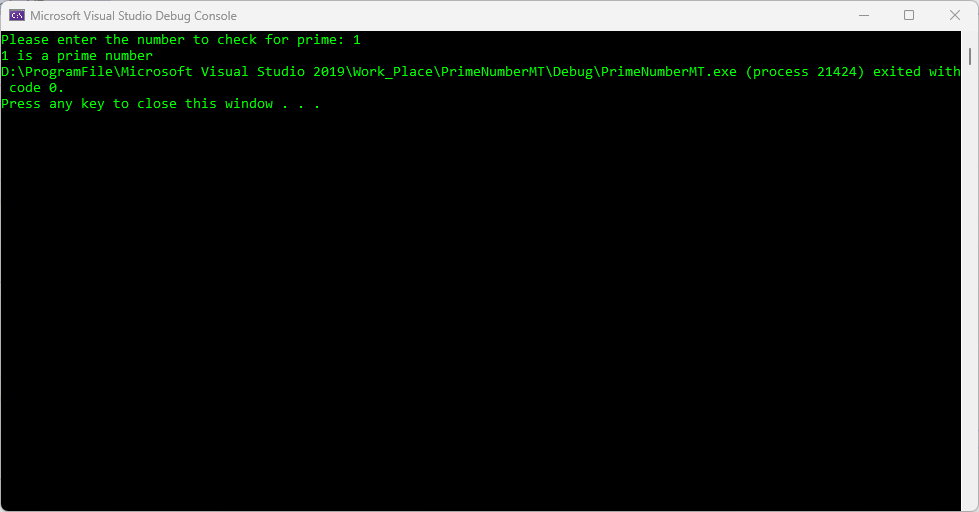 Microsoft Visual Studio Debug Console
Please enter the number to check for prime: 1
1 is a prime number
D:\ProgramFile\Microsoft Visual Studio 2019\Work_Place\PrimeNumberMT\Debug\PrimeNumberMT.exe (process 21424) exited with
code 0.
Press any key to close this window . . .